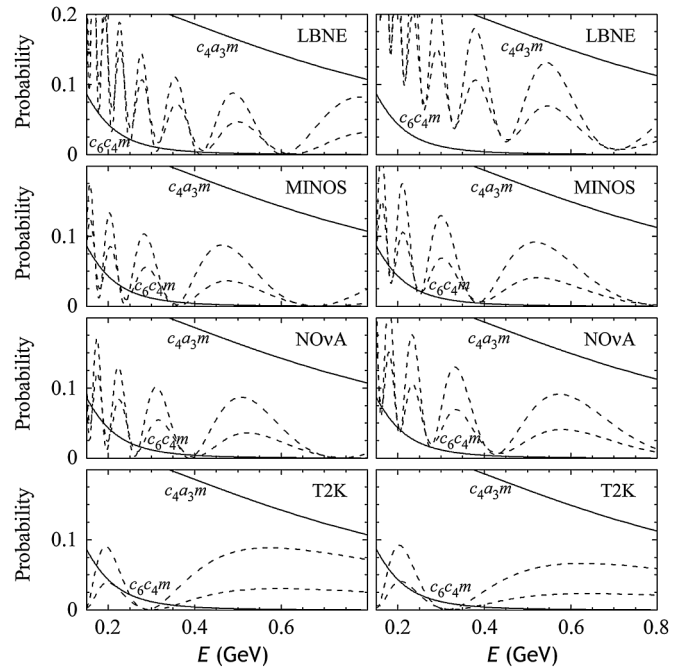 0.2
0.1
0
Probability
LBNE
c₄a₃m
c₆c₄m
LBNE
c₄a₃m
c₆c₄m
0.1
0
Probability
MINOS
c₄a₃m
c₆c₄m
MINOS
c₄a₃m
c₆c₄m
0.1
0
Probability
NOνA
c₄a₃m
c₆c₄m
NOνA
c₄a₃m
c₆c₄m
0.1
0
Probability
T2K
c₄a₃m
c₆c₄m
T2K
c₄a₃m
c₆c₄m
0.2 0.4 0.6 0.2 0.4 0.6 0.8
E (GeV) E (GeV)